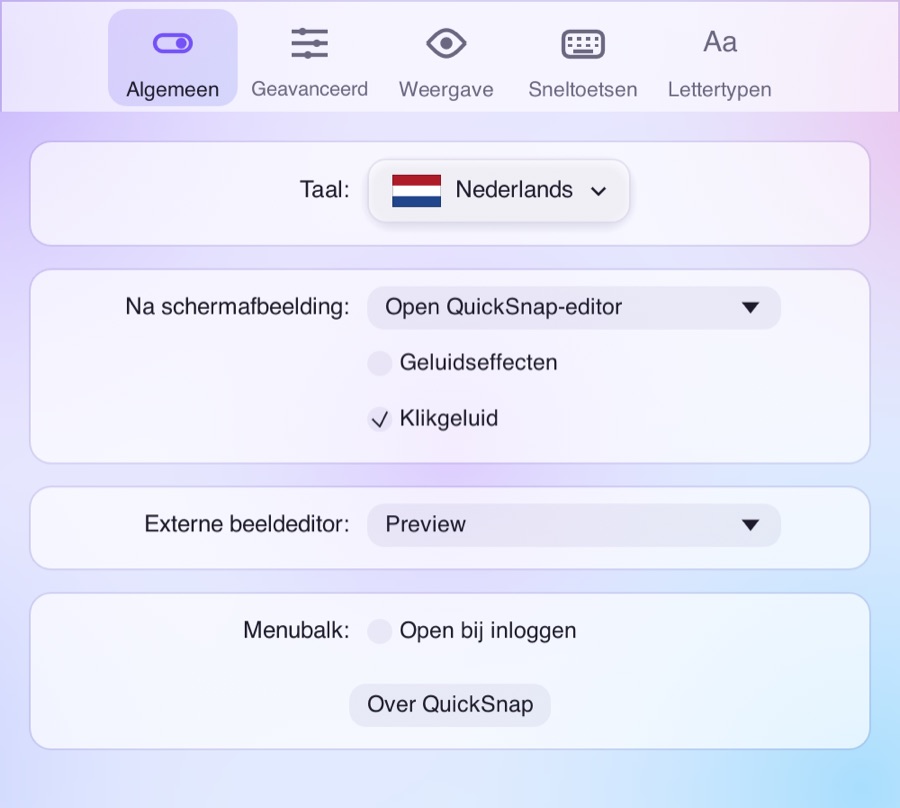 Algemeen Geavanceerd Weergave Sneltoetsen Aa Lettertypen
Taal: Nederlands
Na schermafbeelding: Open QuickSnap-editor
Geluidseffecten
Klikgeluid
Externe beeldeditor: Preview
Menubalk: Open bij inloggen
Over QuickSnap